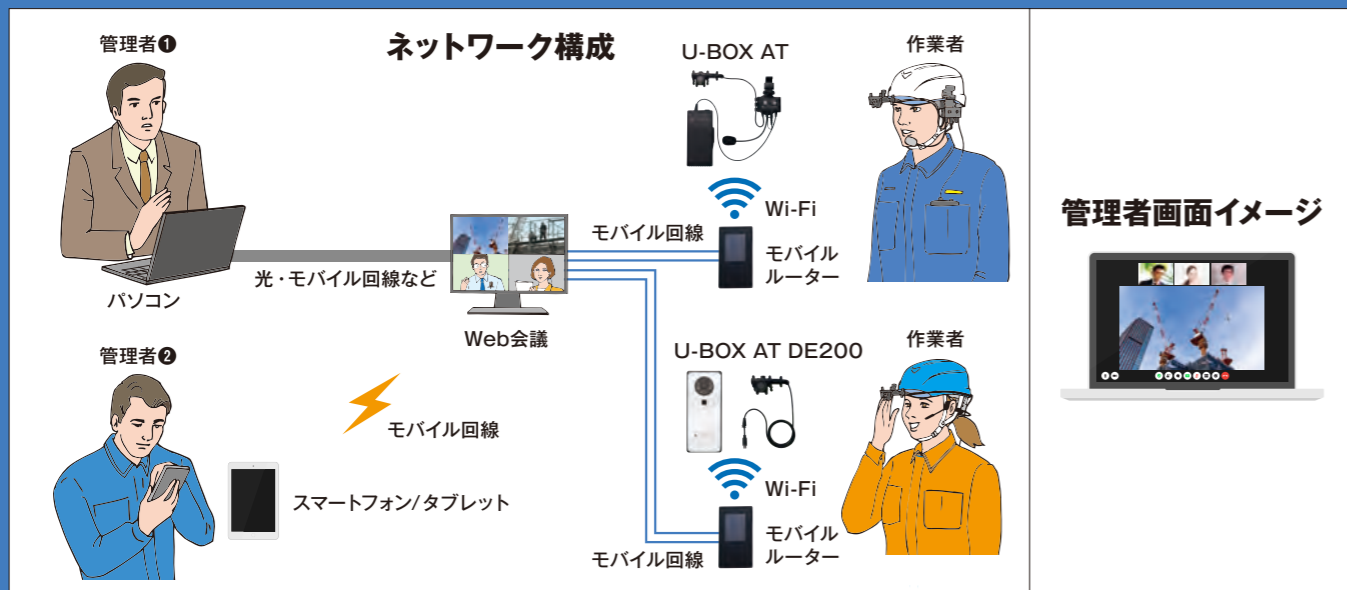 ネットワーク構成
管理者❶
パソコン
光・モバイル回線など
Web会議
管理者❷
モバイル回線
スマートフォン/タブレット
U-BOX AT
作業者
Wi-Fi
モバイル回線
モバイル
ルーター
U-BOX AT DE200
作業者
Wi-Fi
モバイル回線
モバイル
ルーター
管理者画面イメージ